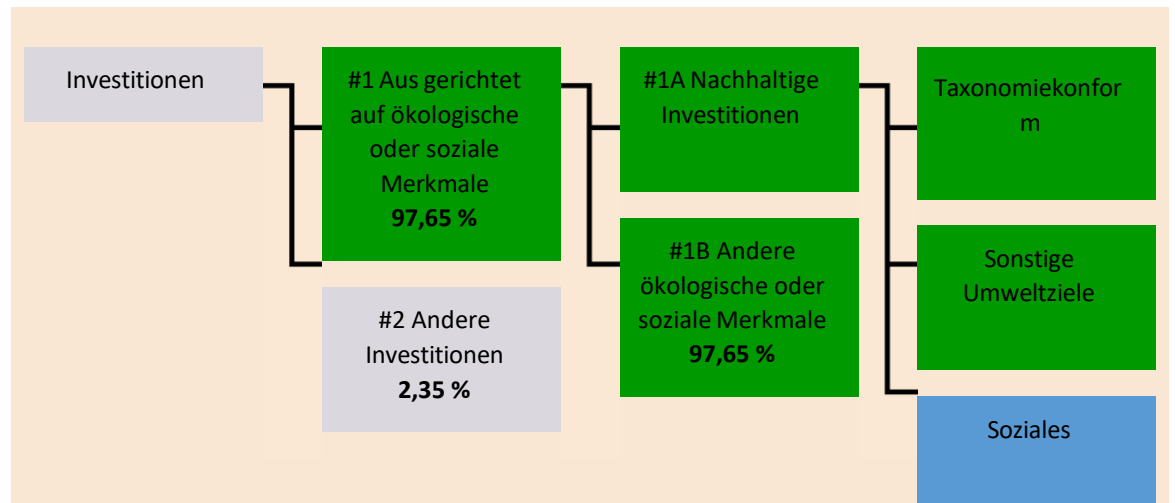 Investitionen
#1 Aus gerichtet
auf ökologische
oder soziale
Merkmale
97,65 %
#2 Andere
Investitionen
2,35 %
#1A Nachhaltige
Investitionen
#1B Andere
ökologische oder
soziale Merkmale
97,65 %
Taxonomiekonfor
m
Sonstige
Umweltziele
Soziales